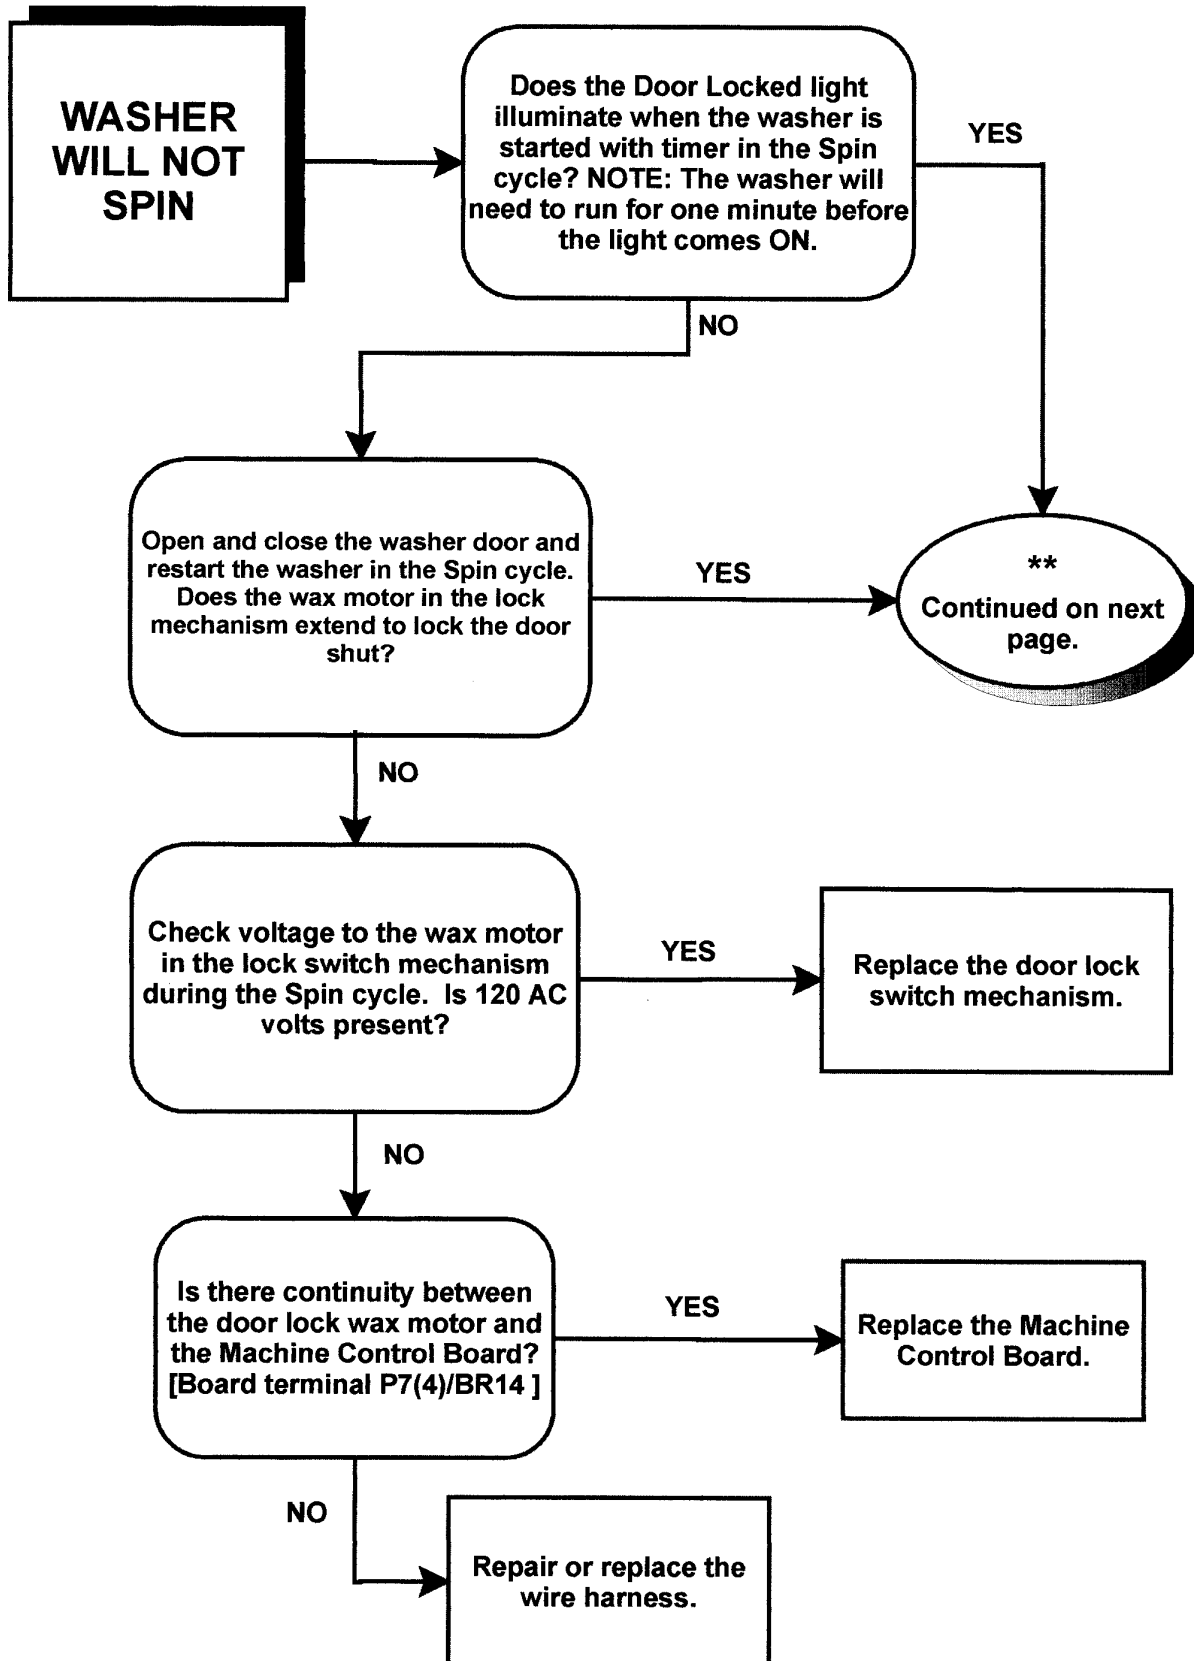 WASHER
WILL NOT
SPIN
Does the Door Locked light
illuminate when the washer is
started with timer in the Spin
cycle? NOTE: The washer will
need to run for one minute before
the light comes ON.
YES
NO
Open and close the washer door and
restart the washer in the Spin cycle.
Does the wax motor in the lock
mechanism extend to lock the door
shut?
YES
**
Continued on next
page.
NO
Check voltage to the wax motor
in the lock switch mechanism
during the Spin cycle. Is 120 AC
volts present?
YES
Replace the door lock
switch mechanism.
NO
Is there continuity between
the door lock wax motor and
the Machine Control Board?
[Board terminal P7(4)/BR14 ]
YES
Replace the Machine
Control Board.
NO
Repair or replace the
wire harness.